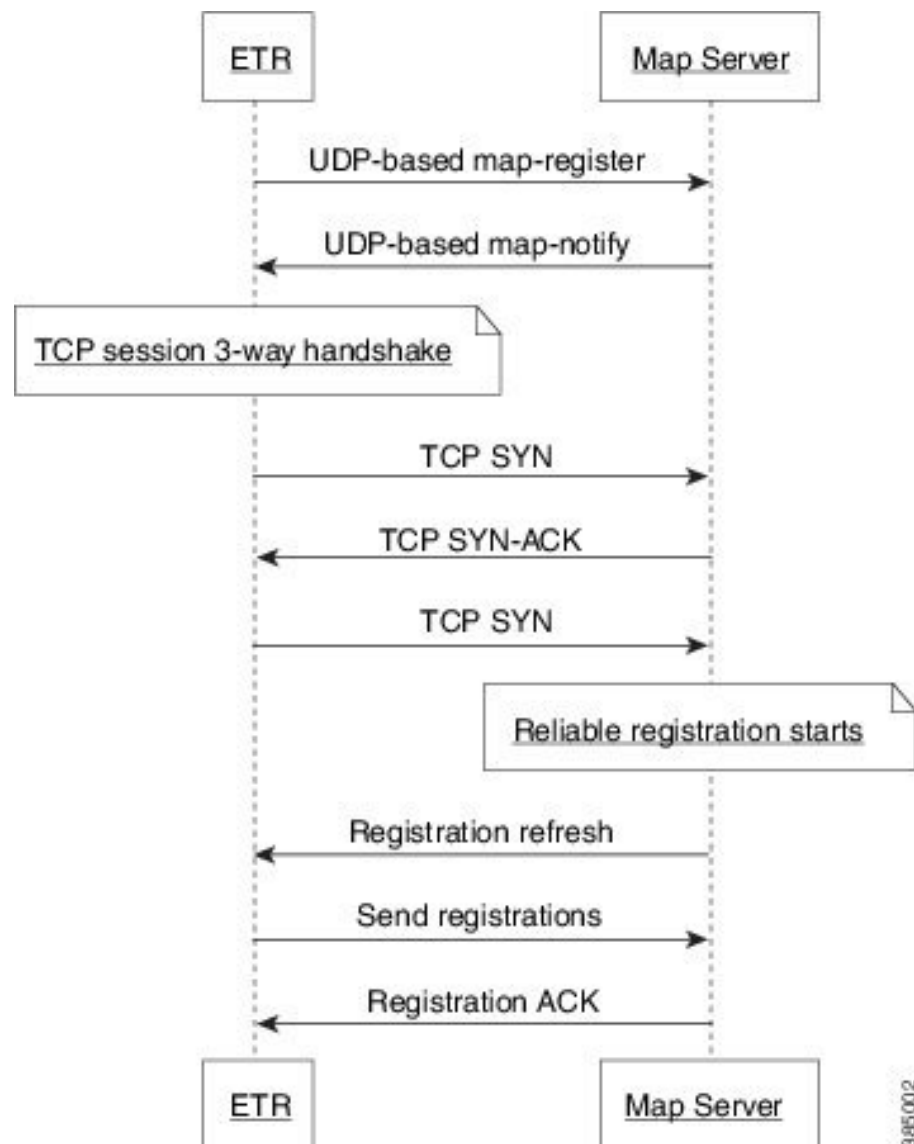 ETR
Map Server
UDP-based map-register
UDP-based map-notify
TCP session 3-way handshake
TCP SYN
TCP SYN-ACK
TCP SYN
Reliable registration starts
Registration refresh
Send registrations
Registration ACK
ETR
Map Server